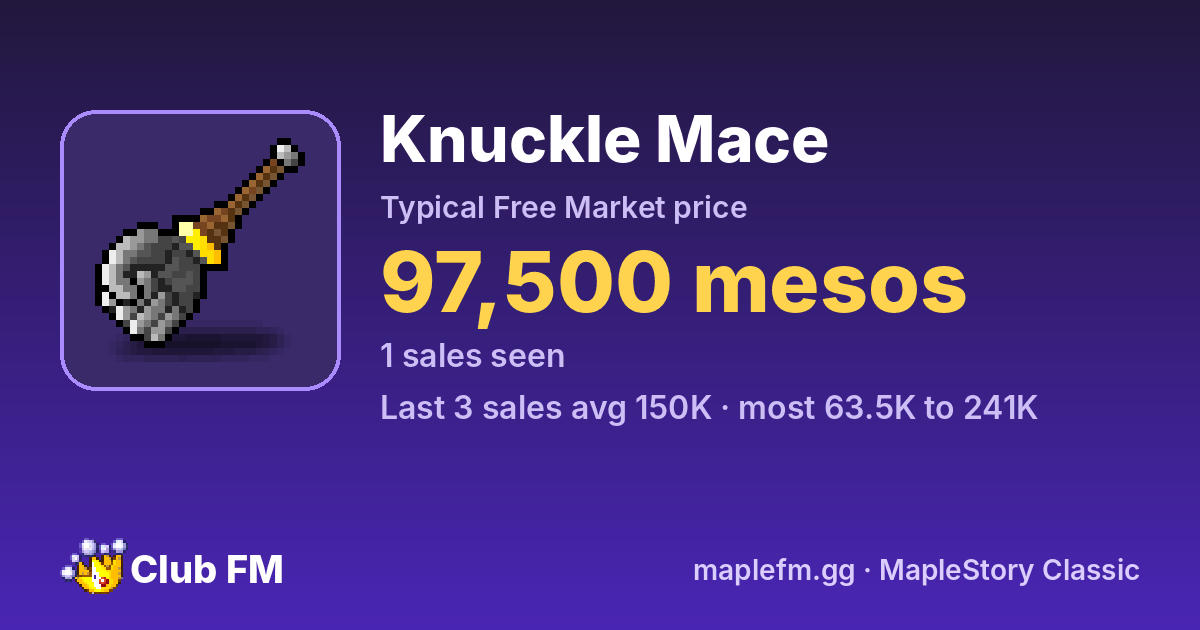 Knuckle Mace
Typical Free Market price
97,500 mesos
1 sales seen
Last 3 sales avg 150K · most 63.5K to 241K
Club FM
maplefm.gg · MapleStory Classic